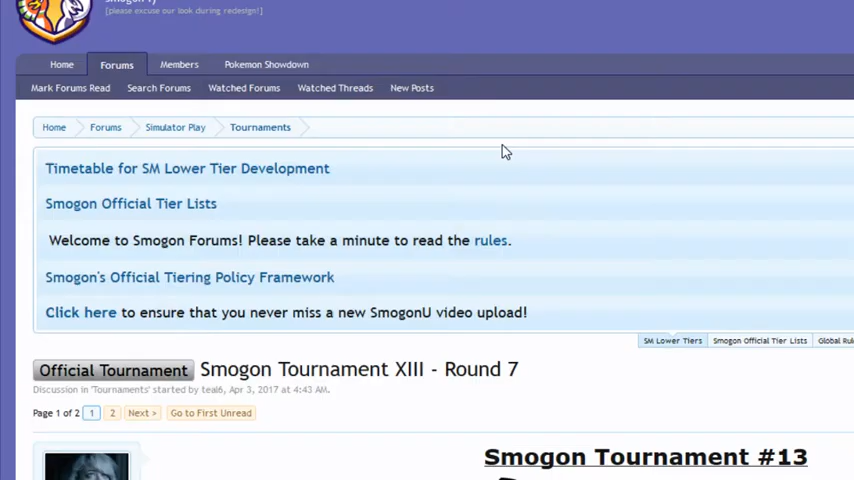 [please excuse our look during redesign!]
Home Forums Members Pokemon Showdown
Mark Forums Read Search Forums Watched Forums Watched Threads New Posts
Home Forums Simulator Play Tournaments
Timetable for SM Lower Tier Development
Smogon Official Tier Lists
Welcome to Smogon Forums! Please take a minute to read the rules.
Smogon's Official Tiering Policy Framework
Click here to ensure that you never miss a new SmogonU video upload!
SM Lower Tiers Smogon Official Tier Lists Global Rul
Official Tournament Smogon Tournament XIII - Round 7
Discussion in 'Tournaments' started by teal6, Apr 3, 2017 at 4:43 AM.
Page 1 of 2 1 2 Next > Go to First Unread
Smogon Tournament #13